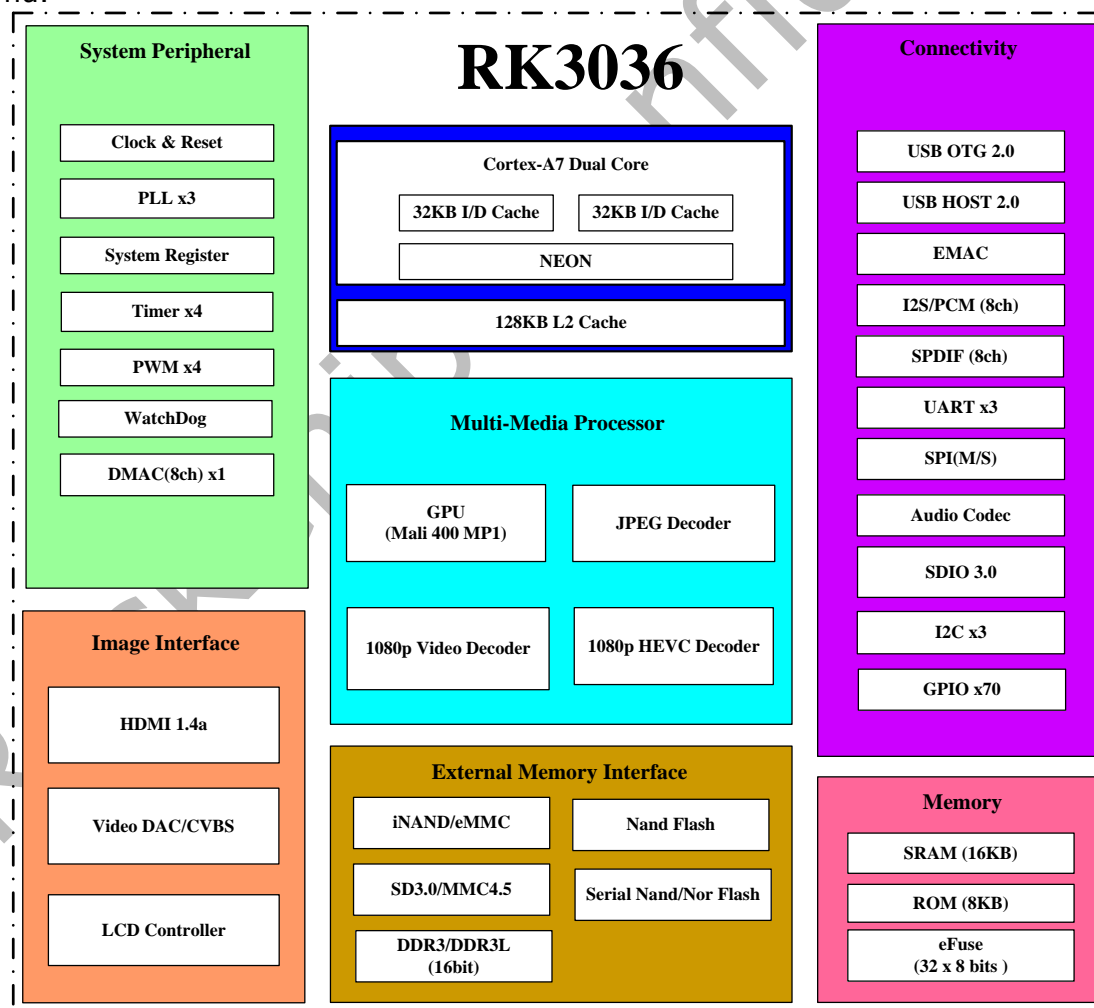 RK3036
System Peripheral
Clock & Reset
PLL x3
System Register
Timer x4
PWM x4
WatchDog
DMAC(8ch) x1
Image Interface
HDMI 1.4a
Video DAC/CVBS
LCD Controller
Cortex-A7 Dual Core
32KB I/D Cache
32KB I/D Cache
NEON
128KB L2 Cache
Multi-Media Processor
GPU
(Mali 400 MP1)
JPEG Decoder
1080p Video Decoder
1080p HEVC Decoder
External Memory Interface
iNAND/eMMC
Nand Flash
SD3.0/MMC4.5
Serial Nand/Nor Flash
DDR3/DDR3L
(16bit)
Connectivity
USB OTG 2.0
USB HOST 2.0
EMAC
I2S/PCM (8ch)
SPDIF (8ch)
UART x3
SPI(M/S)
Audio Codec
SDIO 3.0
I2C x3
GPIO x70
Memory
SRAM (16KB)
ROM (8KB)
eFuse
(32 x 8 bits )